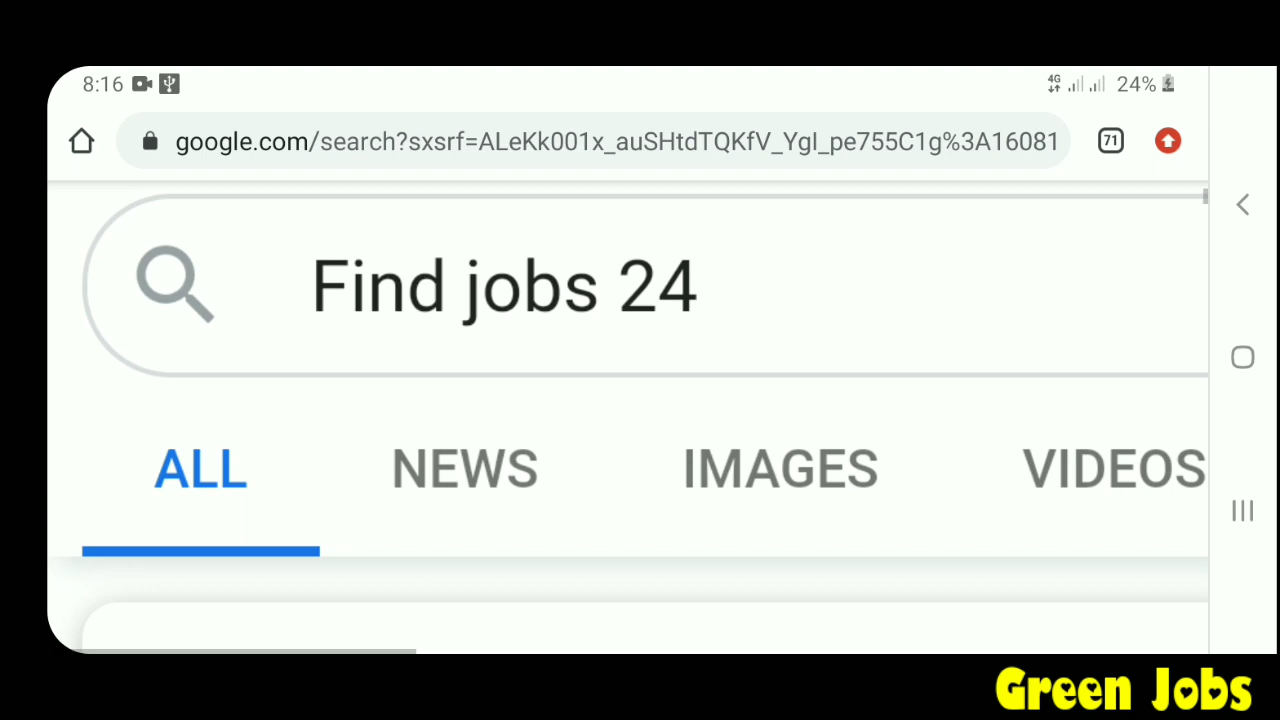 8:16
4G 24%
google.com/search?sxsrf=ALeKk001x_auSHtdTQKfV_YgI_pe755C1g%3A16081
71
Find jobs 24
ALL NEWS IMAGES VIDEOS
Green Jobs